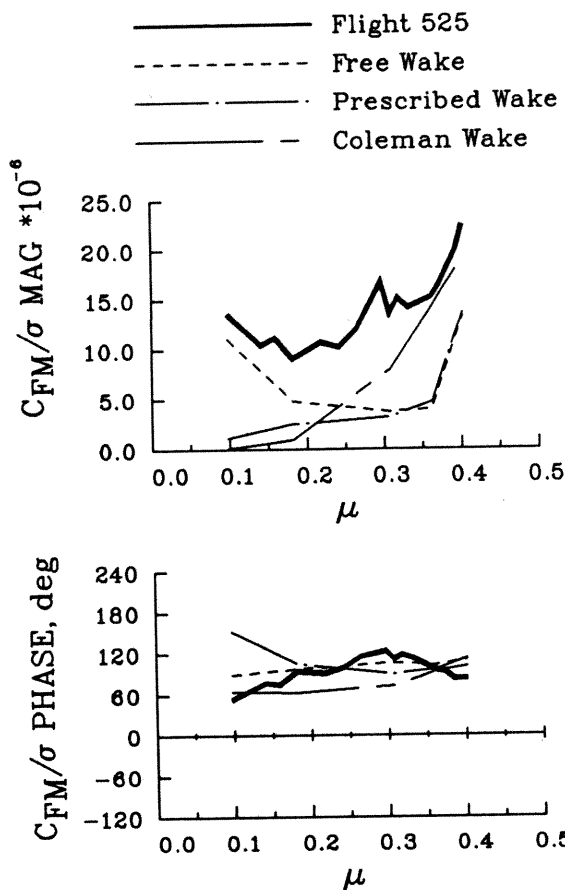 Flight 525
Free Wake
Prescribed Wake
Coleman Wake
C_FM/σ MAG *10^-6
25.0
20.0
15.0
10.0
5.0
0.0
0.0 0.1 0.2 0.3 0.4 0.5
μ
C_FM/σ PHASE, deg
240
180
120
60
0
-60
-120
0.0 0.1 0.2 0.3 0.4
μ